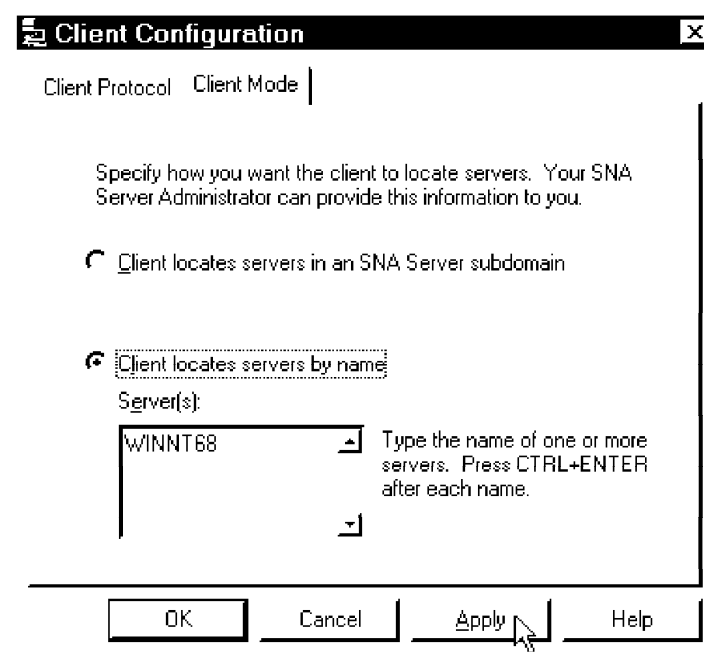 Client Configuration
Client Protocol Client Mode
Specify how you want the client to locate servers. Your SNA
Server Administrator can provide this information to you.
Client locates servers in an SNA Server subdomain
Client locates servers by name
Server(s):
WINNT68
Type the name of one or more
servers. Press CTRL+ENTER
after each name.
OK Cancel Apply Help